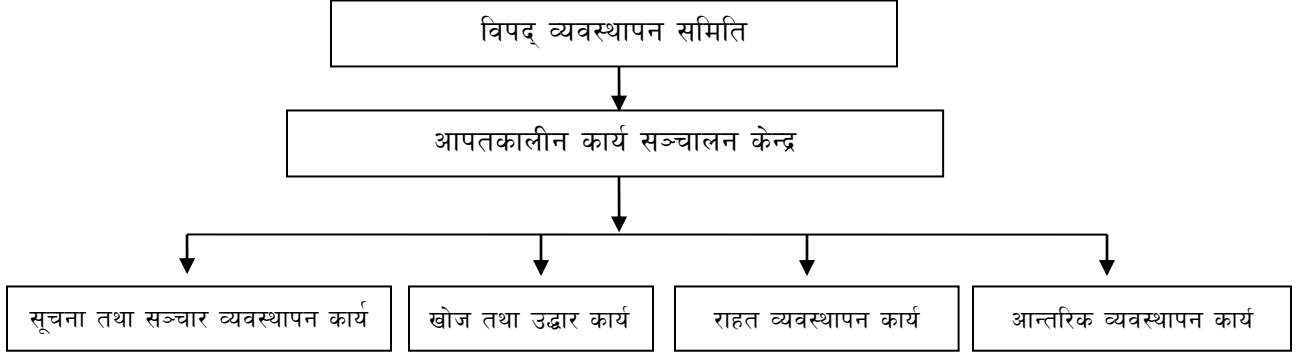 विपद् व्यवस्थापन समिति
आपतकालीन कार्य सञ्चालन केन्द्र
सूचना तथा सञ्चार व्यवस्थापन कार्य
खोज तथा उद्धार कार्य
राहत व्यवस्थापन कार्य
आन्तरिक व्यवस्थापन कार्य